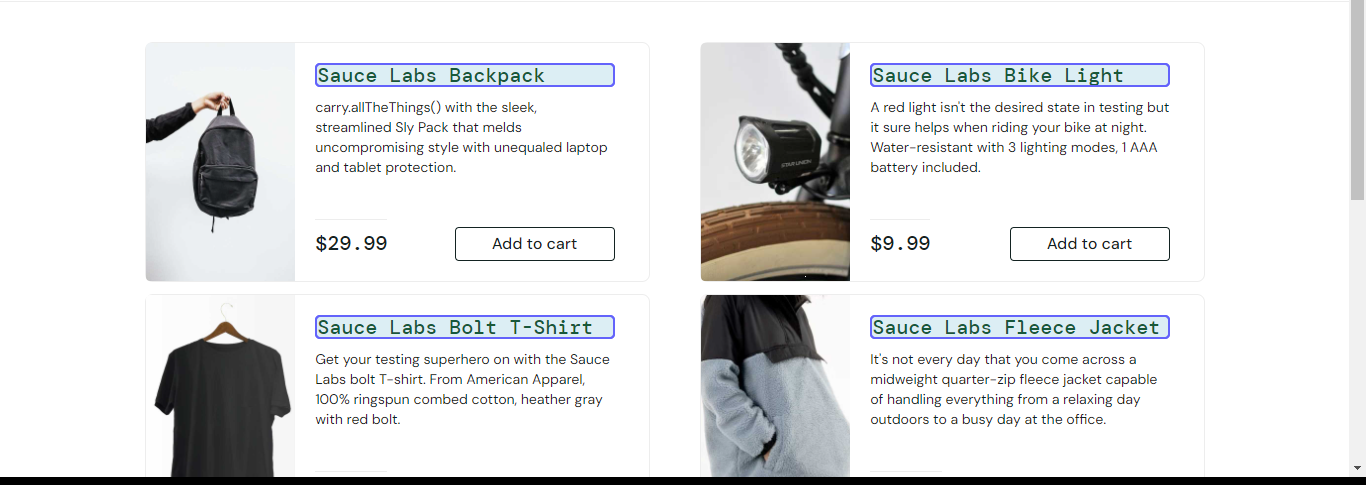 Sauce Labs Backpack
carry.allTheThings() with the sleek,
streamlined Sly Pack that melds
uncompromising style with unequaled laptop
and tablet protection.
$29.99
Add to cart
Sauce Labs Bike Light
A red light isn't the desired state in testing but
it sure helps when riding your bike at night.
Water-resistant with 3 lighting modes, 1 AAA
battery included.
STAR UNION
$9.99
Add to cart
Sauce Labs Bolt T-Shirt
Get your testing superhero on with the Sauce
Labs bolt T-shirt. From American Apparel,
100% ringspun combed cotton, heather gray
with red bolt.
Sauce Labs Fleece Jacket
It's not every day that you come across a
midweight quarter-zip fleece jacket capable
of handling everything from a relaxing day
outdoors to a busy day at the office.